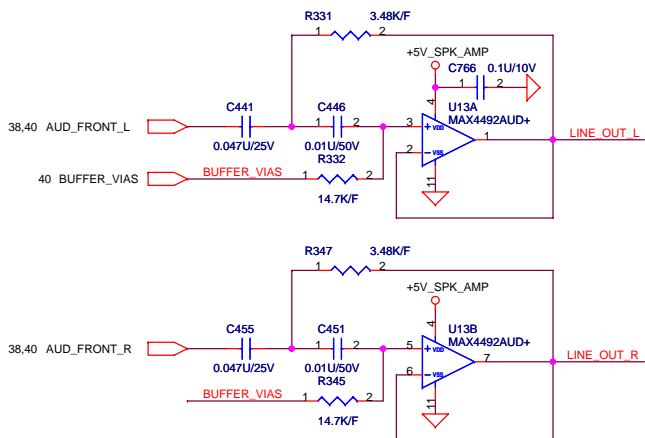 R331 3.48K/F
1 2
+5V_SPK_AMP
C766 0.1U/10V
1 2
C441 C446 4 U13A
MAX4492AUD+
38,40 AUD_FRONT_L 1 2 3 + VDD 1 LINE_OUT_L
0.047U/25V 0.01U/50V 2 - VSS
R332
40 BUFFER_VIAS BUFFER_VIAS 1 2 11
14.7K/F
R347 3.48K/F
1 2
+5V_SPK_AMP
C455 C451 4 U13B
MAX4492AUD+
38,40 AUD_FRONT_R 1 2 5 + VDD 7 LINE_OUT_R
0.047U/25V 0.01U/50V 6 - VSS
R345
BUFFER_VIAS 1 2 11
14.7K/F